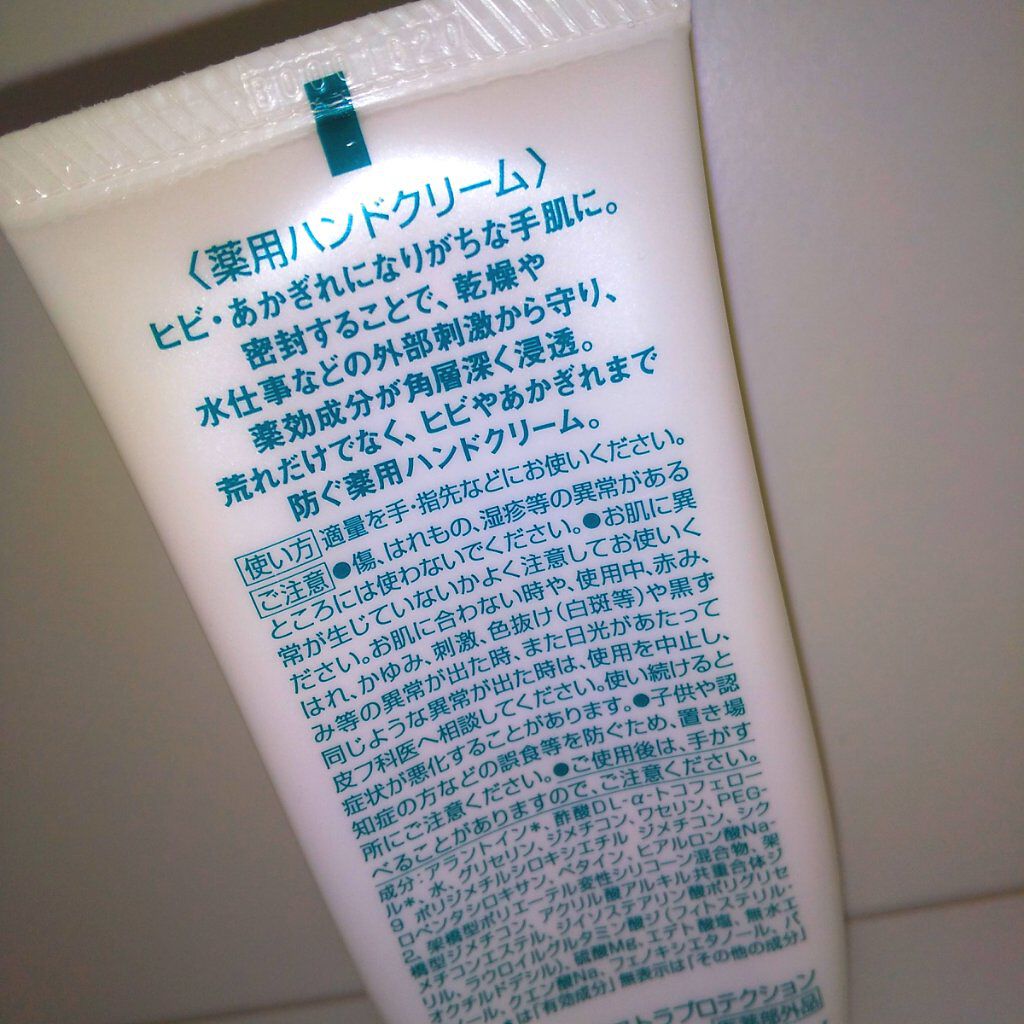 〈薬用ハンドクリーム〉
ヒビ・あかぎれになりがちな手肌に。
密封することで、乾燥や
水仕事などの外部刺激から守り、
薬効成分が角層深く浸透。
荒れだけでなく、ヒビやあかぎれまで
防ぐ薬用ハンドクリーム。
使い方 適量を手・指先などにお使いください。
ご注意 ●傷、はれもの、湿疹等の異常がある
ところには使わないでください。●お肌に異
常が生じていないかよく注意してお使いく
ださい。お肌に合わない時や、使用中、赤み、
はれ、かゆみ、刺激、色抜け(白斑等)や黒ず
み等の異常が出た時、また日光があたって
同じような異常が出た時は、使用を中止し、
皮フ科医へ相談してください。使い続けると
症状が悪化することがあります。●子供や認
知症の方などの誤食等を防ぐため、置き場
所にご注意ください。●ご使用後は、手がす
べることがありますので、ご注意ください。
成分:アラントイン*、酢酸DL-α-トコフェロー
ル*、水、グリセリン、ジメチコン、ワセリン、PEG-
9 ポリジメチルシロキシエチル ジメチコン、シク
ロペンタシロキサン、ベタイン、ヒアルロン酸Na-
2、架橋型ポリエーテル変性シリコーン混合物、架
橋型ジメチコン、アクリル酸アルキル共重合体ジ
メチコンエステル、ジイソステアリン酸ポリグリセ
リル、ラウロイルグルタミン酸ジ(フイトステリル・
オクチルドデシル)、硫酸Mg、エデト酸塩、無水エ
ノール、クエン酸Na、フェノキシエタノール、パ
*は「有効成分」無表示は「その他の成分」
トラプロテクション
医薬部外品